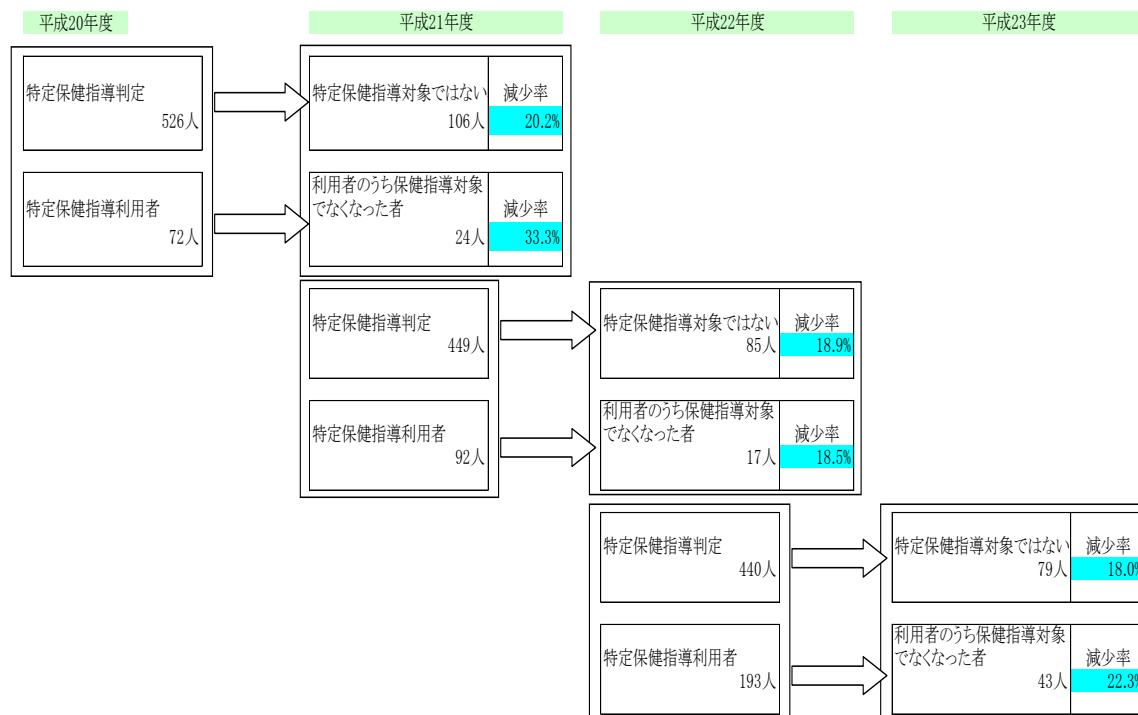 平成20年度
平成21年度
平成22年度
平成23年度
特定保健指導判定
526人
特定保健指導対象ではない
106人
減少率
20.2%
特定保健指導利用者
72人
利用者のうち保健指導対象
でなくなった者
24人
減少率
33.3%
特定保健指導判定
449人
特定保健指導対象ではない
85人
減少率
18.9%
特定保健指導利用者
92人
利用者のうち保健指導対象
でなくなった者
17人
減少率
18.5%
特定保健指導判定
440人
特定保健指導対象ではない
79人
減少率
18.0%
特定保健指導利用者
193人
利用者のうち保健指導対象
でなくなった者
43人
減少率
22.3%